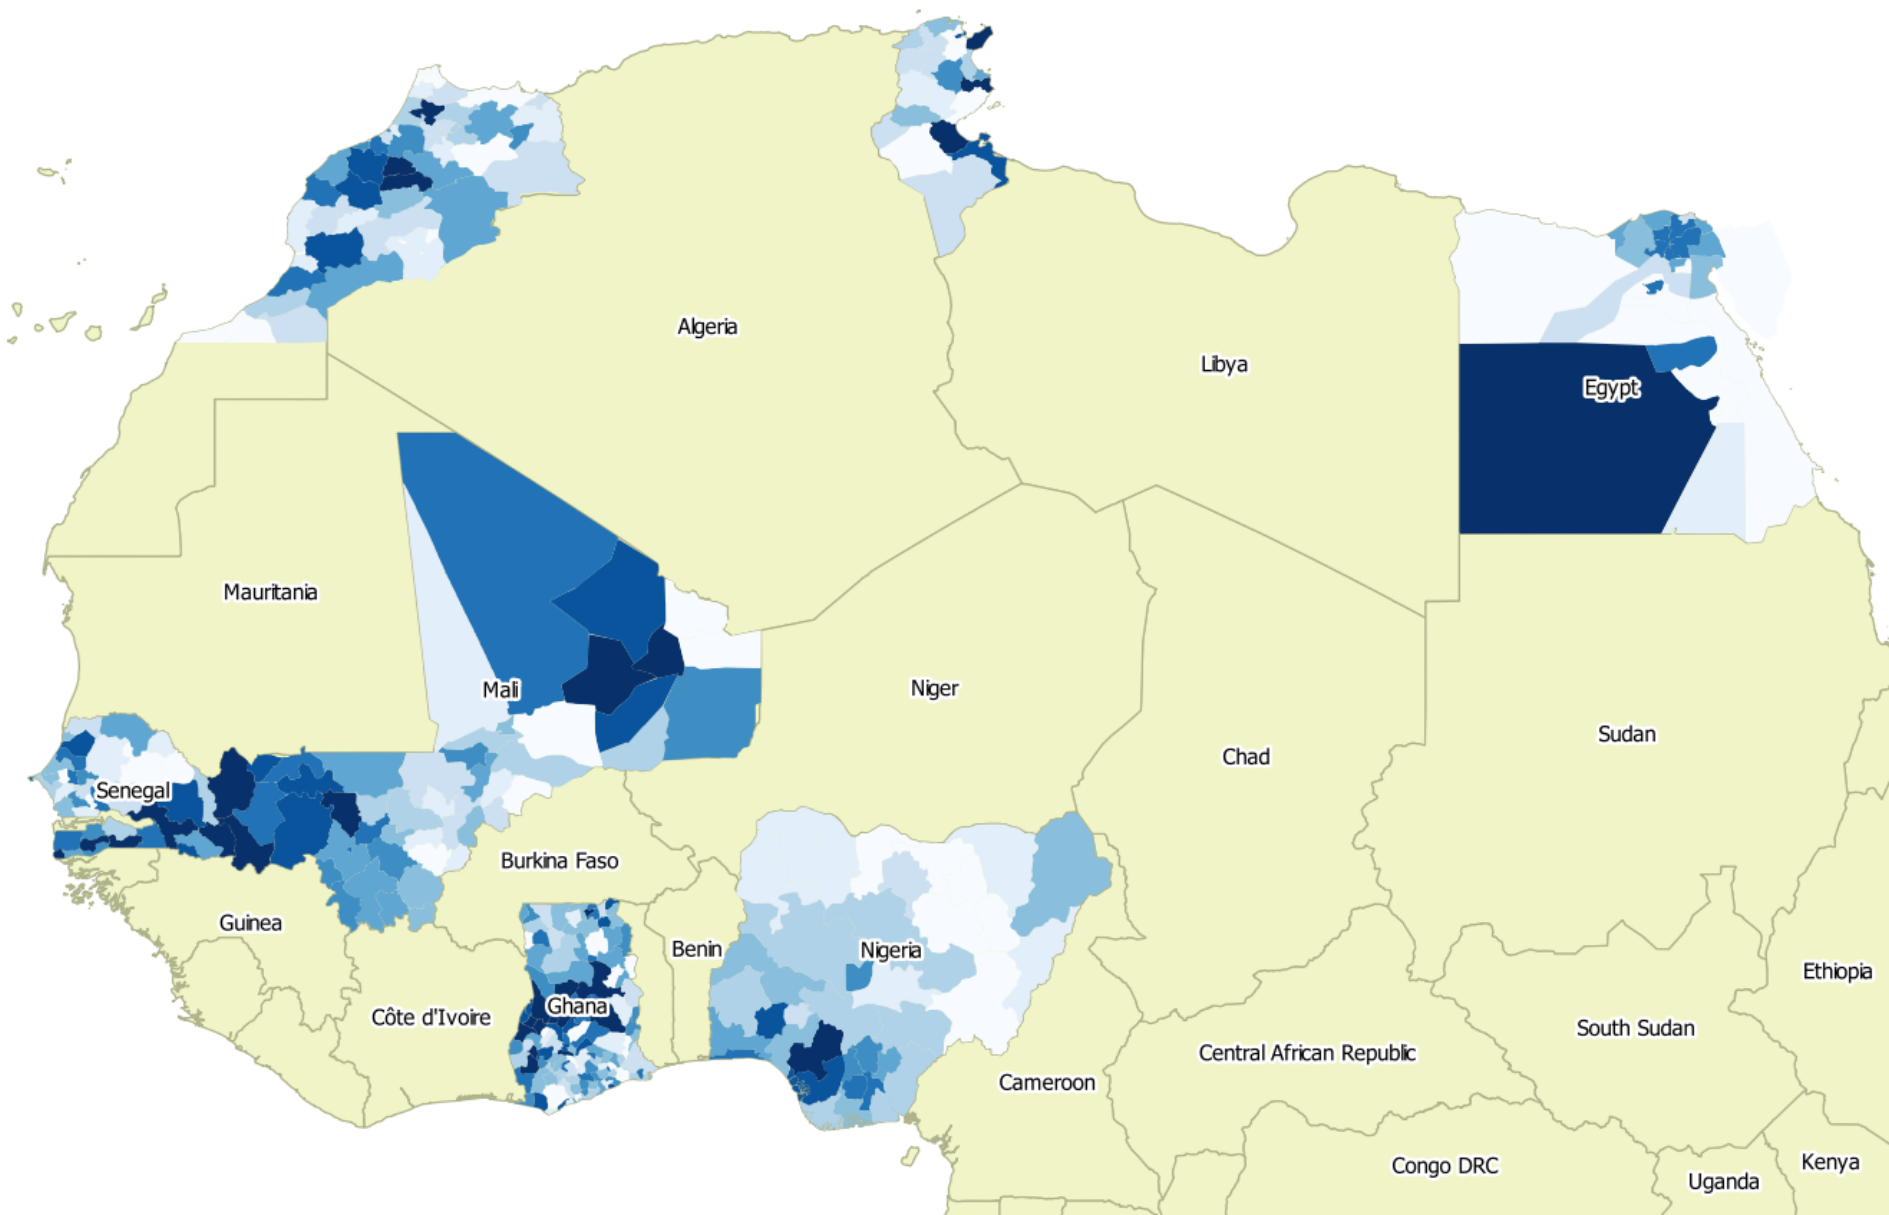 Algeria
Libya
Egypt
Mauritania
Mali
Niger
Chad
Sudan
Senegal
Burkina Faso
Guinea
Benin
Nigeria
Ethiopia
Côte d'Ivoire
Ghana
South Sudan
Central African Republic
Cameroon
Congo DRC
Uganda
Kenya